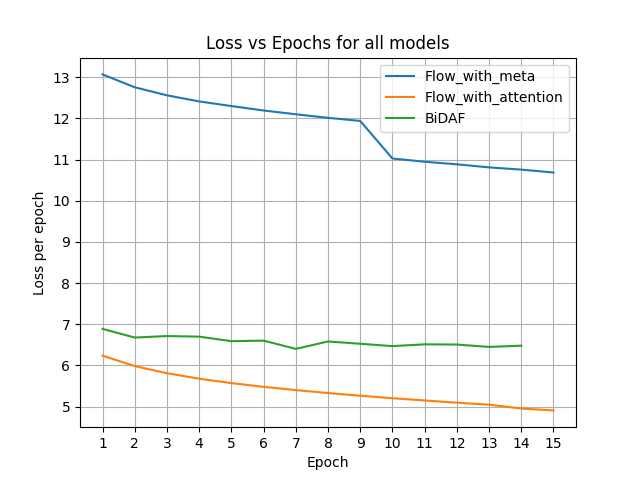 Loss vs Epochs for all models
Flow_with_meta
Flow_with_attention
BiDAF
13
12
11
10
9
8
7
6
5
Loss per epoch
1 2 3 4 5 6 7 8 9 10 11 12 13 14 15
Epoch